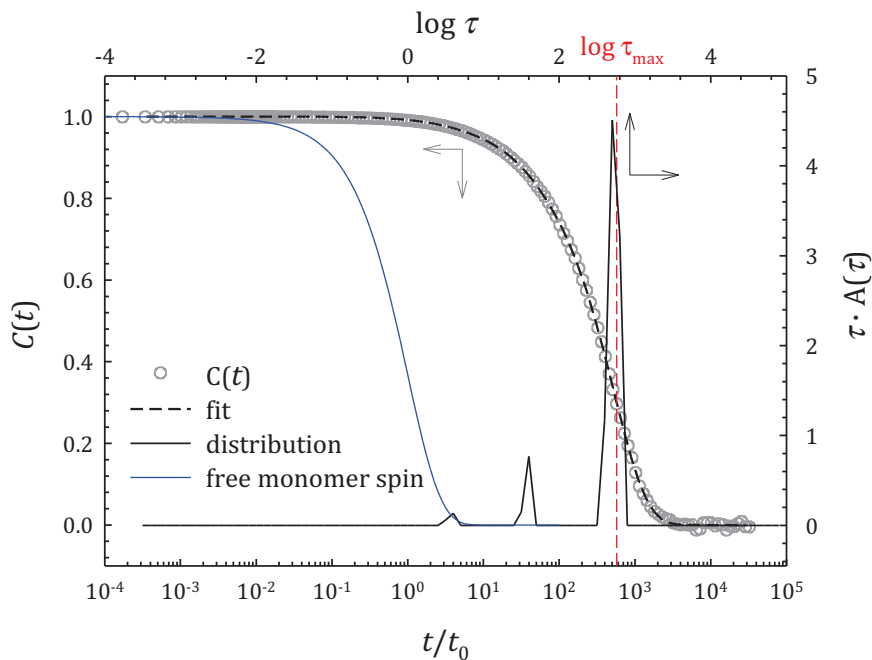 log τ
-4 -2 0 2 log τmax 4
5
1.0
4
0.8
3
0.6
C(t)
τ · A(τ)
0.4
2
C(t)
fit
0.2
1
distribution
free monomer spin
0.0
0
10⁻⁴ 10⁻³ 10⁻² 10⁻¹ 10⁰ 10¹ 10² 10³ 10⁴ 10⁵
t/t₀